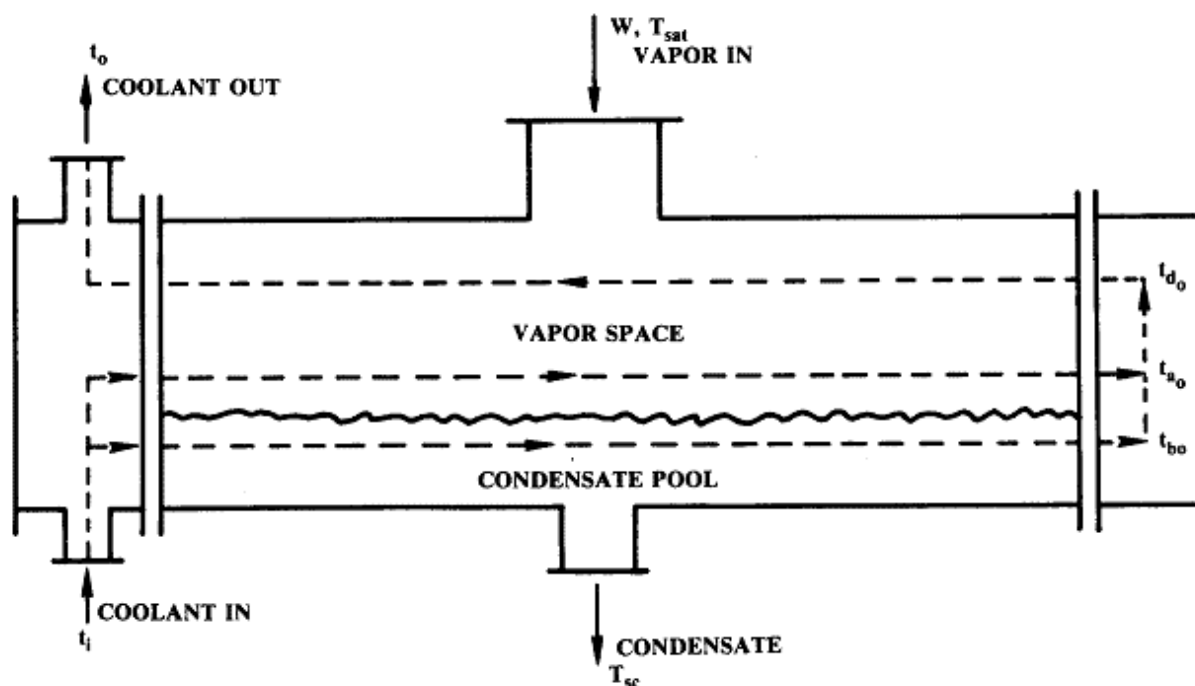 W, T_sat
VAPOR IN
t_o
COOLANT OUT
t_d_o
VAPOR SPACE
t_a_o
t_bo
CONDENSATE POOL
COOLANT IN
t_i
CONDENSATE
T_sc